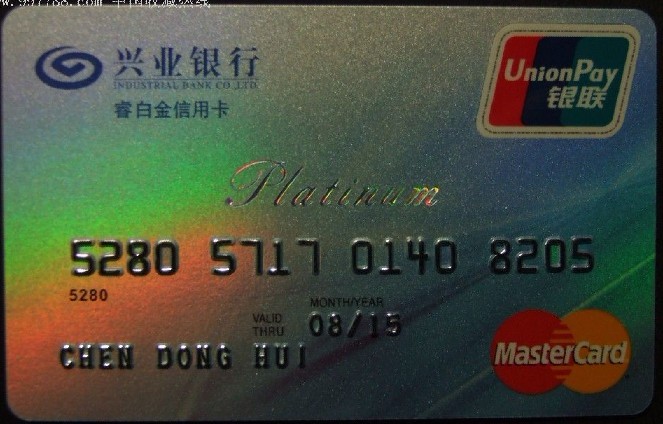 兴业银行
INDUSTRIAL BANK CO.,LTD.
睿白金信用卡
UnionPay
银联
Platinum
5280 5717 0140 8205
5280
MONTH/YEAR
VALID THRU 08/15
CHEN DONG HUI
MasterCard